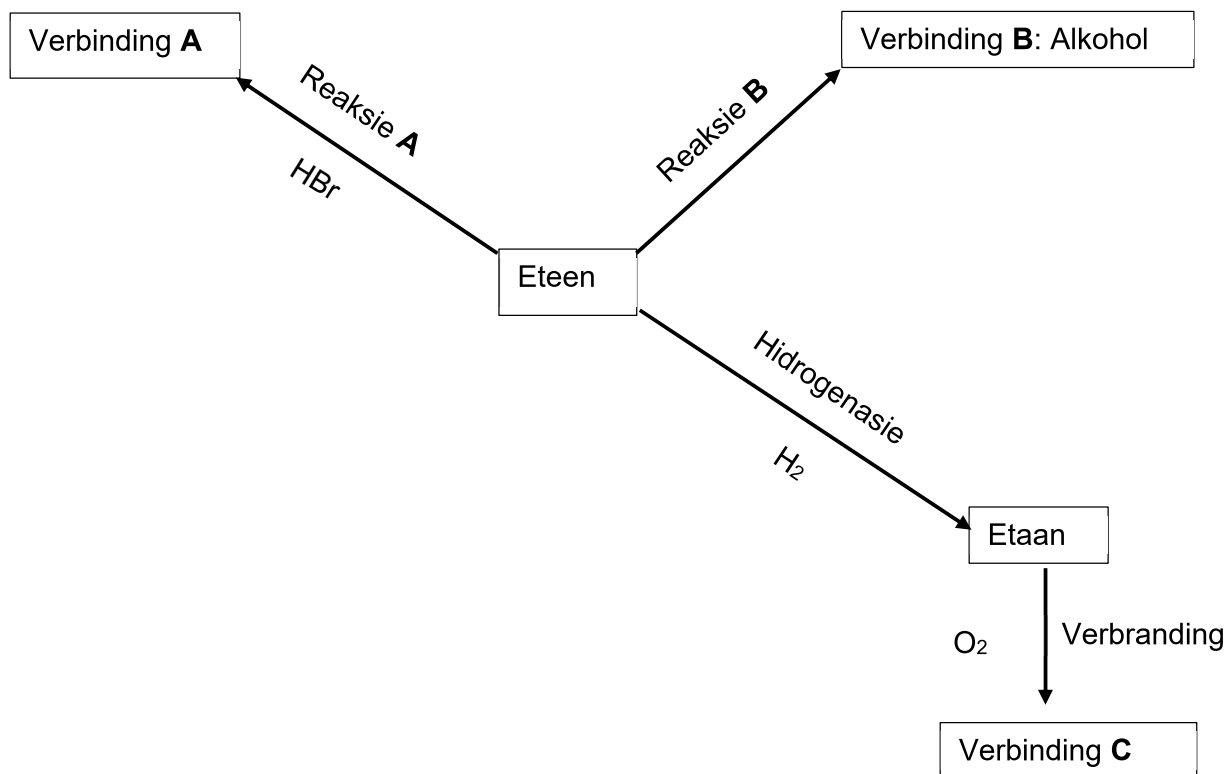 Verbinding A
Verbinding B: Alkohol
Reaksie A
HBr
Reaksie B
Eteen
Hidrogenasie
H₂
Etaan
O₂
Verbranding
Verbinding C